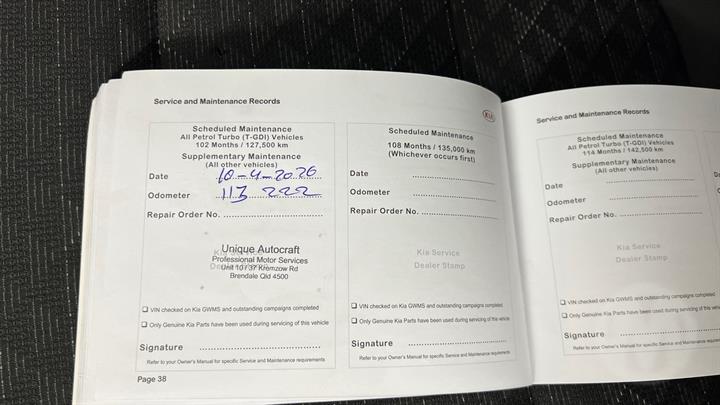 Service and Maintenance Records
Scheduled Maintenance
All Petrol Turbo (T-GDI) Vehicles
102 Months / 127,500 km
Supplementary Maintenance
(All other vehicles)
Date 10-4-2026
Odometer 113 222
Repair Order No. ............................
Kia Service
Dealer Stamp
Unique Autocraft
Professional Motor Services
Unit 10 / 37 Kremzow Rd
Brendale Qld 4500
❑ VIN checked on Kia GWMS and outstanding campaigns completed
❑ Only Genuine Kia Parts have been used during servicing of this vehicle
Signature ....................................
Refer to your Owner's Manual for specific Service and Maintenance requirements
Page 38
KIA
Scheduled Maintenance
108 Months / 135,000 km
(Whichever occurs first)
Date ............................
Odometer ............................
Repair Order No. ............................
Kia Service
Dealer Stamp
❑ VIN checked on Kia GWMS and outstanding campaigns completed
❑ Only Genuine Kia Parts have been used during servicing of this vehicle
Signature ....................................
Refer to your Owner's Manual for specific Service and Maintenance requirements
Service and Maintenance Records
Scheduled Maintenance
All Petrol Turbo (T-GDI) Vehicles
114 Months / 142,500 km
Supplementary Maintenance
(All other vehicles)
Date ............................
Odometer ............................
Repair Order No. ............................
Kia Service
Dealer Stamp
❑ VIN checked on Kia GWMS and outstanding campaigns completed
❑ Only Genuine Kia Parts have been used during servicing of this
Signature ....................................
Refer to your Owner's Manual for specific Service and Maintenance